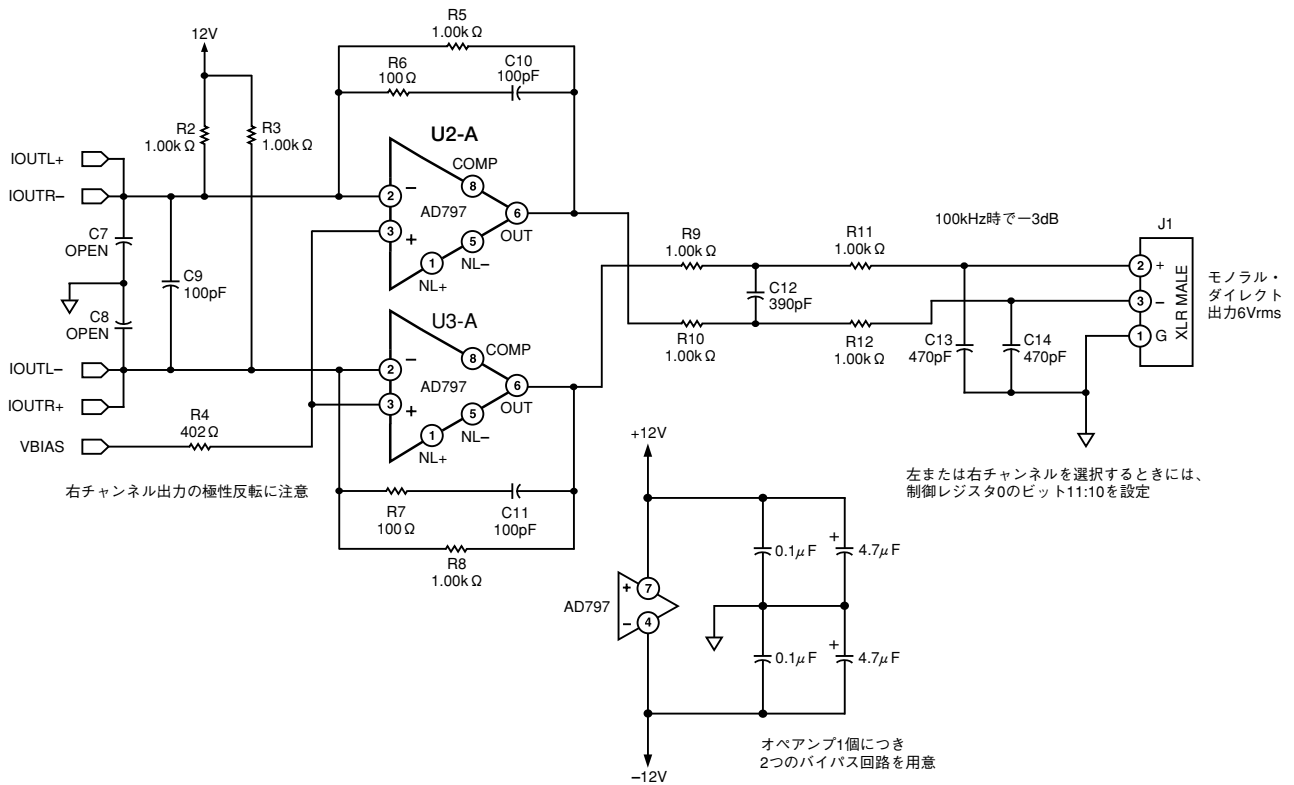 R5
1.00kΩ
12V
R6
100Ω
C10
100pF
R2
1.00kΩ
R3
1.00kΩ
U2-A
IOUTL+
COMP
8
IOUTR–
2
–
AD797
6
OUT
3
+
5
NL–
1
NL+
C7
OPEN
C9
100pF
C8
OPEN
U3-A
COMP
8
IOUTL–
2
–
AD797
6
OUT
3
+
5
NL–
1
NL+
IOUTR+
R4
402Ω
VBIAS
右チャンネル出力の極性反転に注意
R7
100Ω
C11
100pF
R8
1.00kΩ
100kHz時で−3dB
J1
R9
1.00kΩ
R11
1.00kΩ
2
+
C12
390pF
3
–
XLR MALE
モノラル・
ダイレクト
出力6Vrms
R10
1.00kΩ
R12
1.00kΩ
C13
470pF
C14
470pF
1
G
左または右チャンネルを選択するときには、
制御レジスタ0のビット11:10を設定
+12V
0.1μF
+
4.7μF
AD797
+
7
–
4
0.1μF
+
4.7μF
–12V
オペアンプ1個につき
2つのバイパス回路を用意